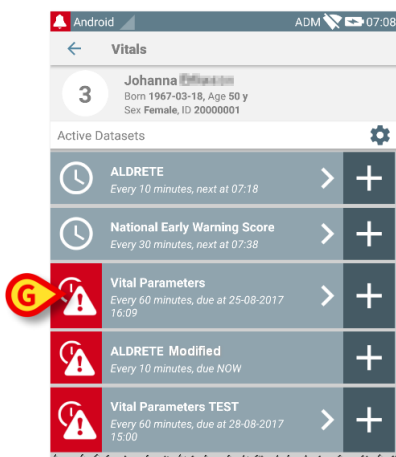 Android
ADM 07:08
Vitals
3
Johanna
Born 1967-03-18, Age 50 y
Sex Female, ID 20000001
Active Datasets
ALDRETE
Every 10 minutes, next at 07:18
National Early Warning Score
Every 30 minutes, next at 07:38
G
Vital Parameters
Every 60 minutes, due at 25-08-2017
16:09
ALDRETE Modified
Every 10 minutes, due NOW
Vital Parameters TEST
Every 60 minutes, due at 28-08-2017
15:00